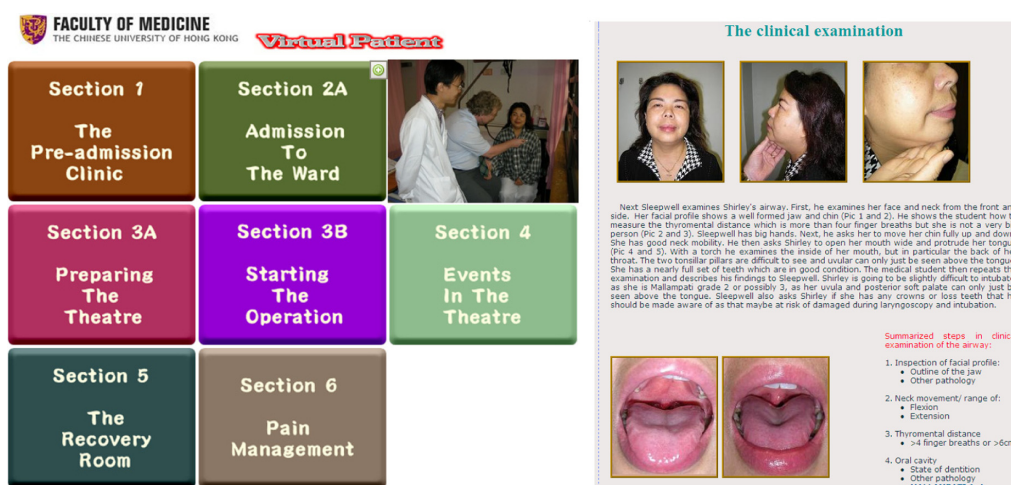 FACULTY OF MEDICINE
THE CHINESE UNIVERSITY OF HONG KONG
Virtual Patient
Section 1
The
Pre-admission
Clinic
Section 2A
Admission
To
The Ward
Section 3A
Preparing
The
Theatre
Section 3B
Starting
The
Operation
Section 4
Events
In The
Theatre
Section 5
The
Recovery
Room
Section 6
Pain
Management
The clinical examination
Next Sleepwell examines Shirley's airway. First, he examines her face and neck from the front an
side. Her facial profile shows a well formed jaw and chin (Pic 1 and 2). He shows the student how t
measure the thyromental distance which is more than four finger breaths but she is not a very b
person (Pic 2 and 3). Sleepwell has big hands. Next, he asks her to move her chin fully up and down
She has good neck mobility. He then asks Shirley to open her mouth wide and protrude her tongu
(Pic 4 and 5). With a torch he examines the inside of her mouth, but in particular the back of he
throat. The two tonsillar pillars are difficult to see and uvular can only just be seen above the tongue
She has a nearly full set of teeth which are in good condition. The medical student then repeats th
examination and describes his findings to Sleepwell. Shirley is going to be slightly difficult to intubate
as she is Mallampati grade 2 or possibly 3, as her uvula and posterior soft palate can only just b
seen above the tongue. Sleepwell also asks Shirley if she has any crowns or loss teeth that h
should be made aware of as that maybe at risk of damaged during laryngoscopy and intubation.
Summarized steps in clinic
examination of the airway:
1. Inspection of facial profile:
• Outline of the jaw
• Other pathology
2. Neck movement/ range of:
• Flexion
• Extension
3. Thyromental distance
• >4 finger breaths or >6cm
4. Oral cavity
• State of dentition
• Other pathology